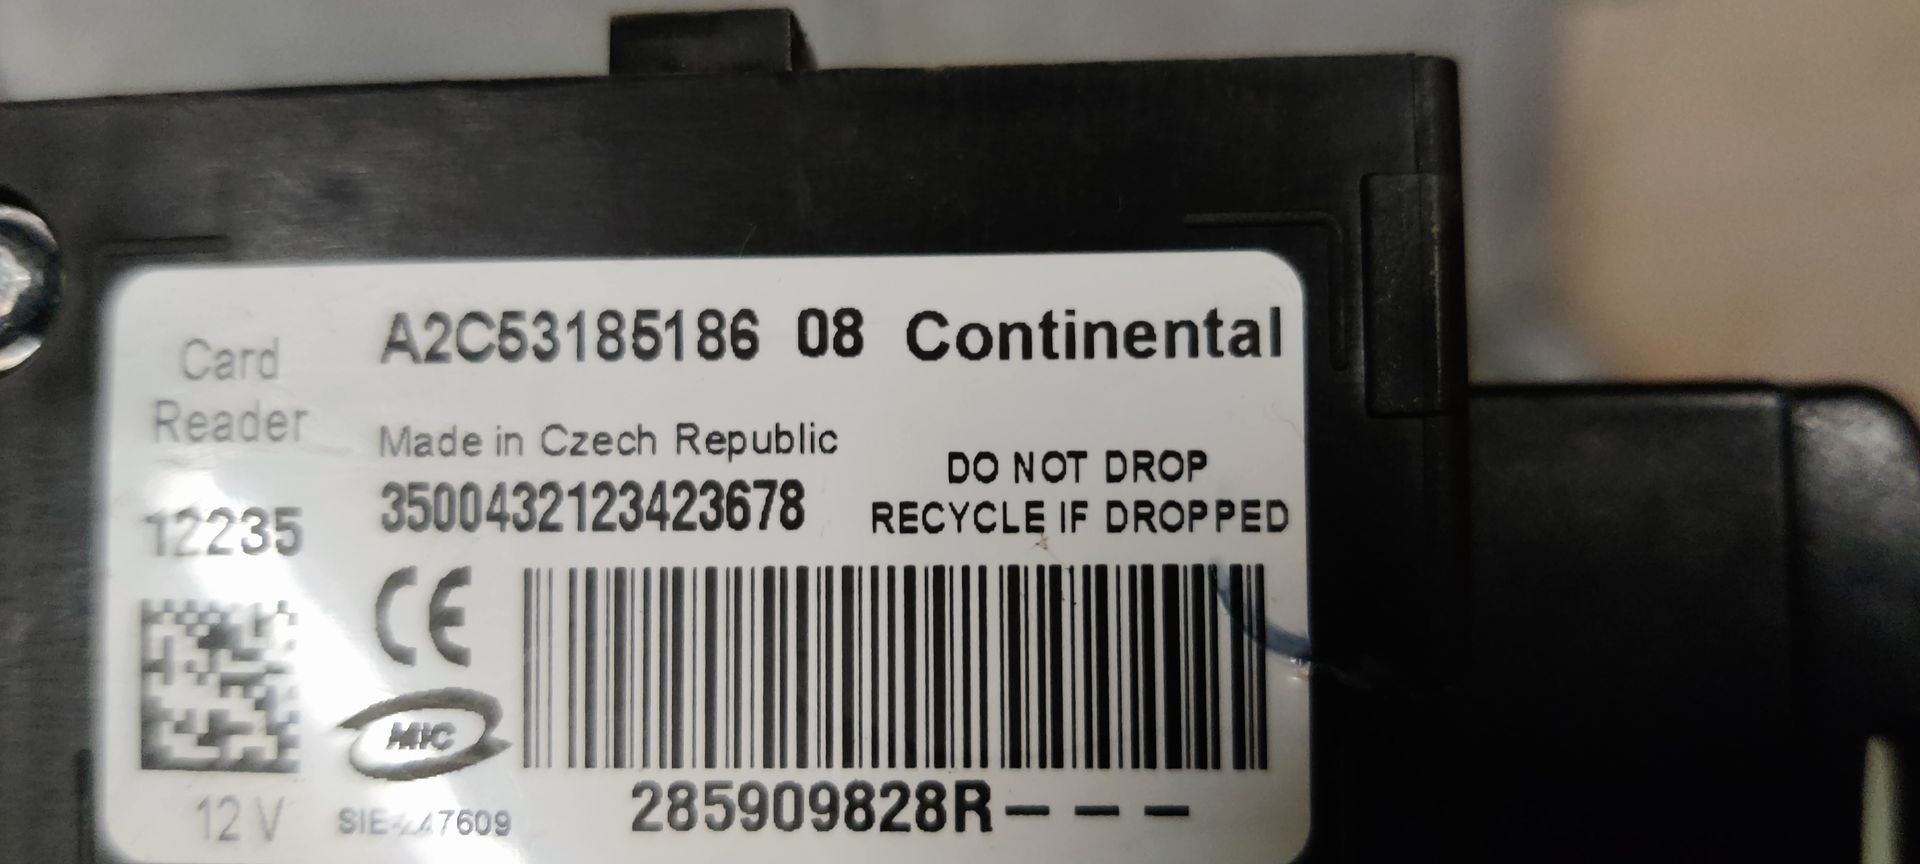 Card
Reader
A2C53185186 08 Continental
Made in Czech Republic
3500432123423678
DO NOT DROP
RECYCLE IF DROPPED
12235
CE
MIC
12 V
285909828R---